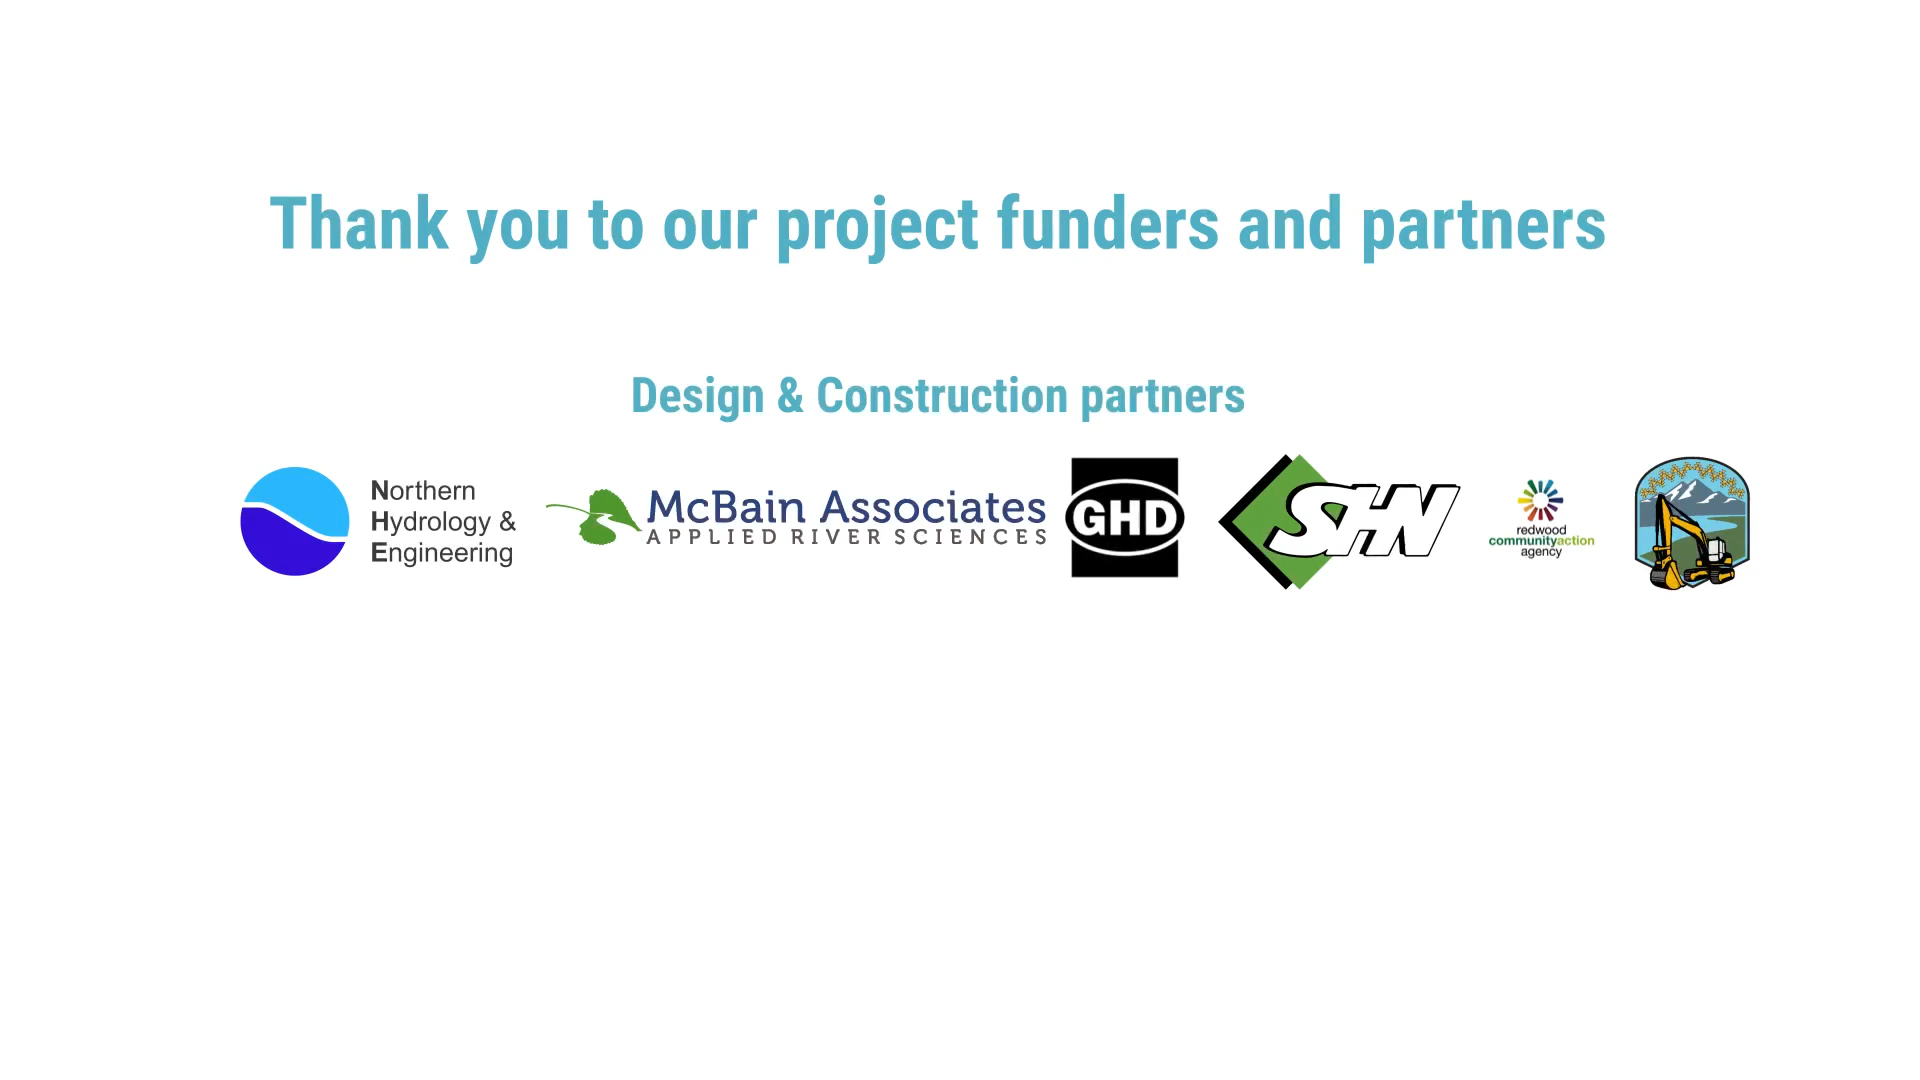 Thank you to our project funders and partners
Design & Construction partners
Northern
Hydrology &
Engineering
McBain Associates
APPLIED RIVER SCIENCES
GHD
SHN
redwood
communityaction
agency